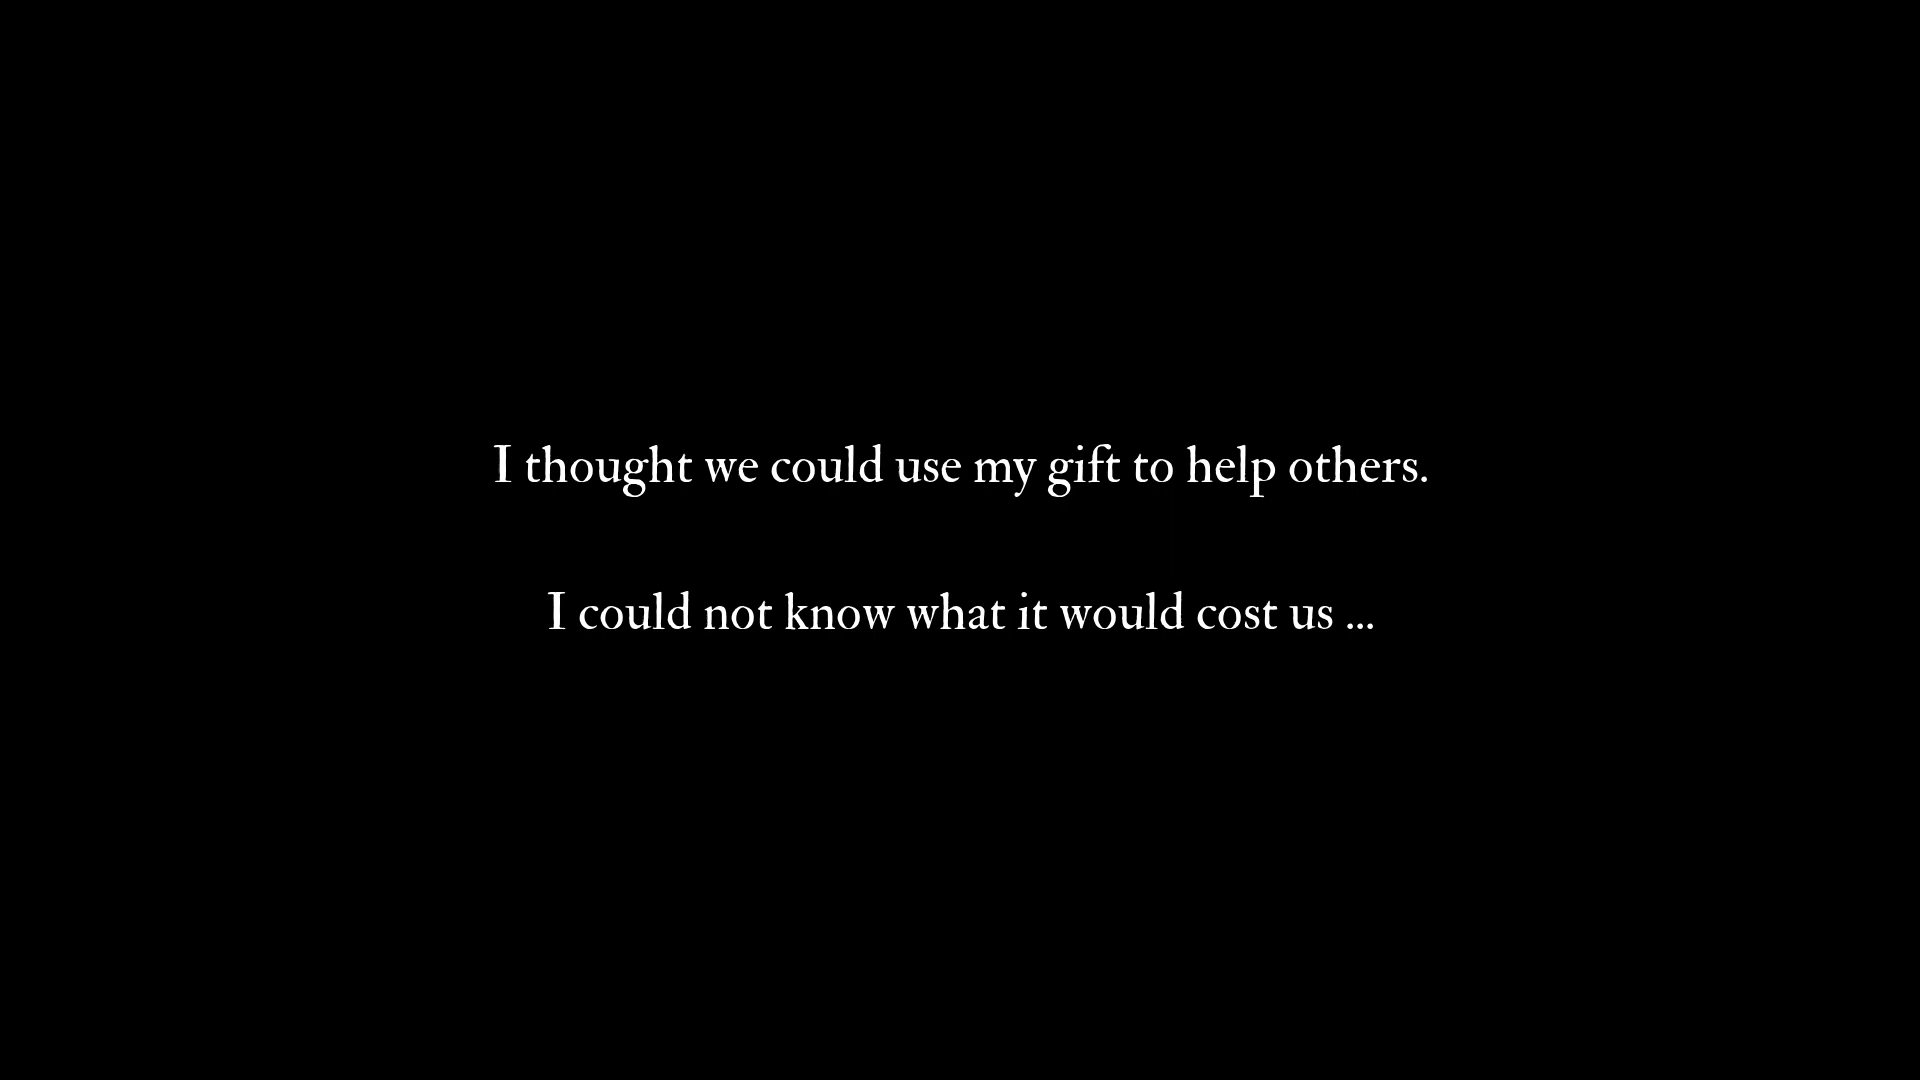 I thought we could use my gift to help others.
I could not know what it would cost us ...